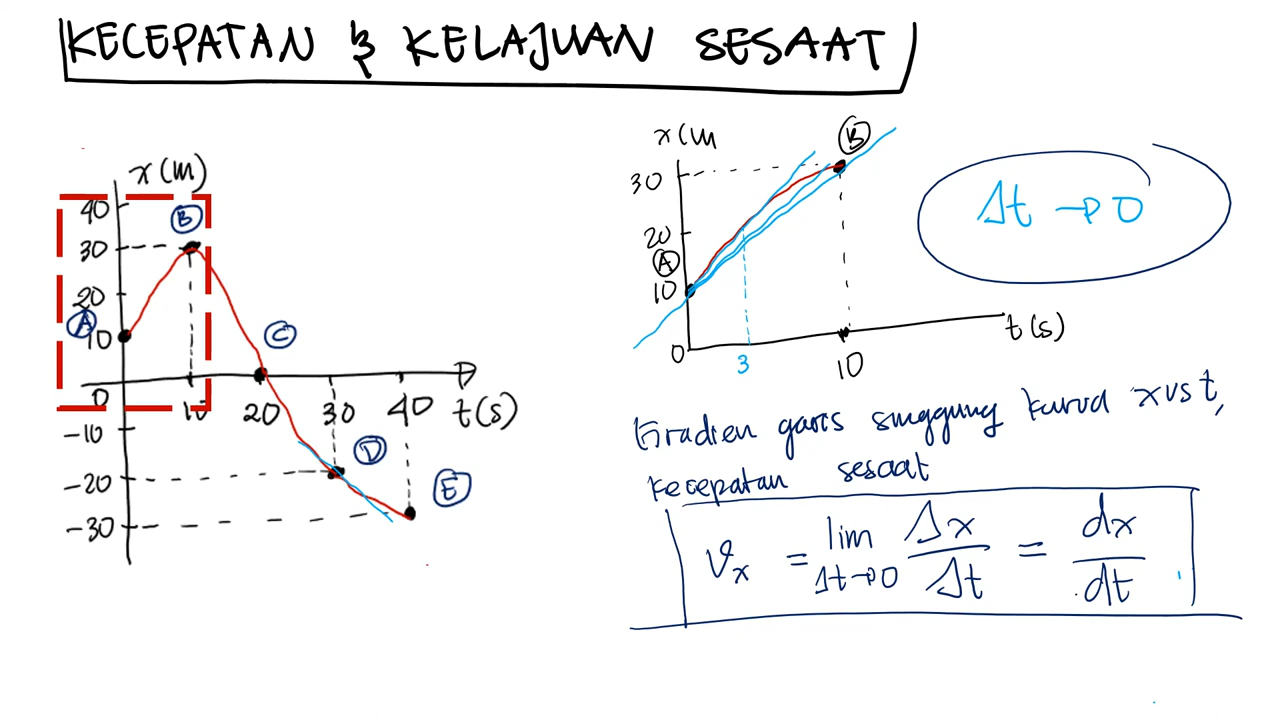 KECEPATAN & KELAJUAN SESAAT
x(m)
40
30
20
10
0
-10
-20
-30
10
20
30
40
t(s)
A
B
C
D
E
x(m
30
20
10
0
A
B
3
10
t(s)
Δt → 0
Gradien garis singgung kurva x vs t,
kecepatan sesaat
vx = lim Δt→0 Δx/Δt = dx/dt